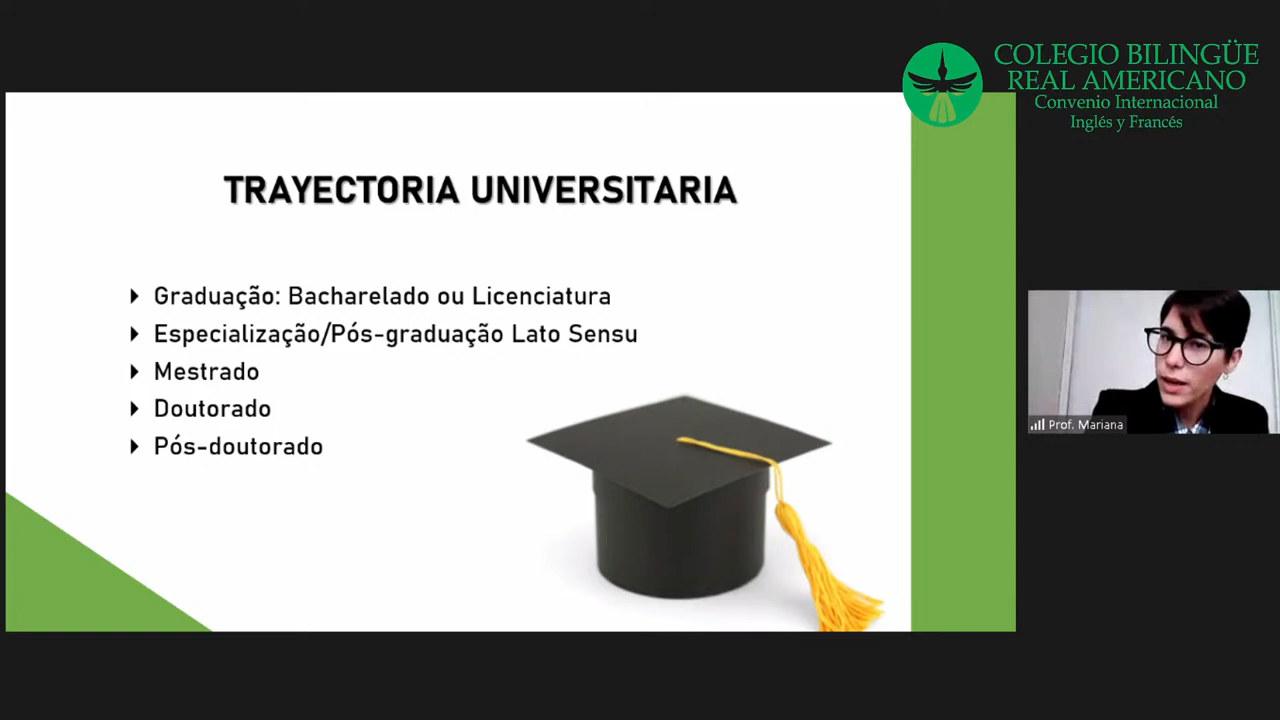 COLEGIO BILINGÜE
REAL AMERICANO
Convenio Internacional
Inglés y Francés
TRAYECTORIA UNIVERSITARIA
Graduação: Bacharelado ou Licenciatura
Especialização/Pós-graduação Lato Sensu
Mestrado
Doutorado
Pós-doutorado
Prof. Mariana